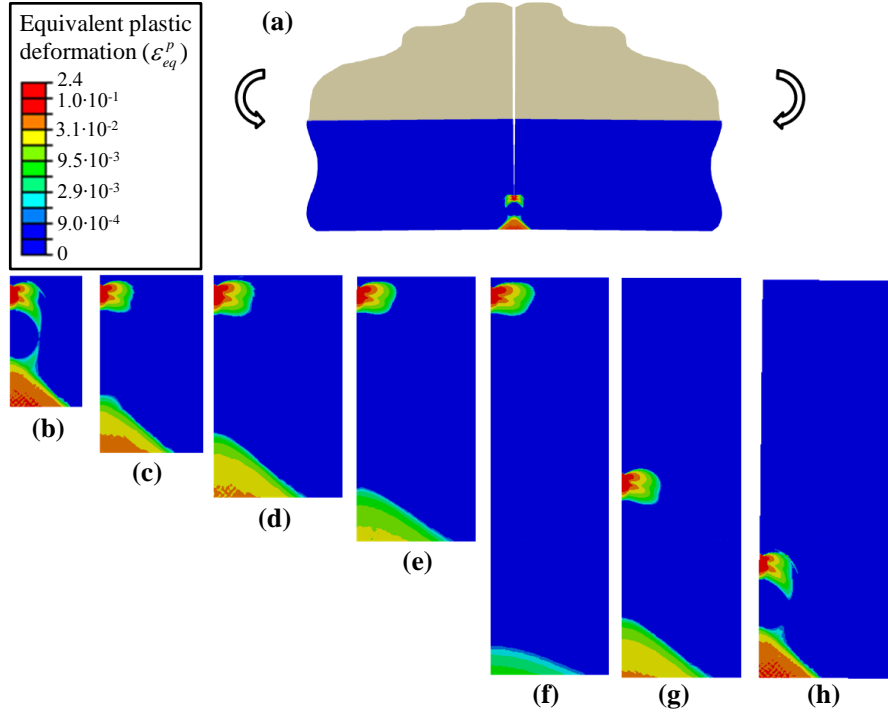 Equivalent plastic
deformation (ε_eq^p)
2.4
1.0·10⁻¹
3.1·10⁻²
9.5·10⁻³
2.9·10⁻³
9.0·10⁻⁴
0
(a)
(b)
(c)
(d)
(e)
(f)
(g)
(h)